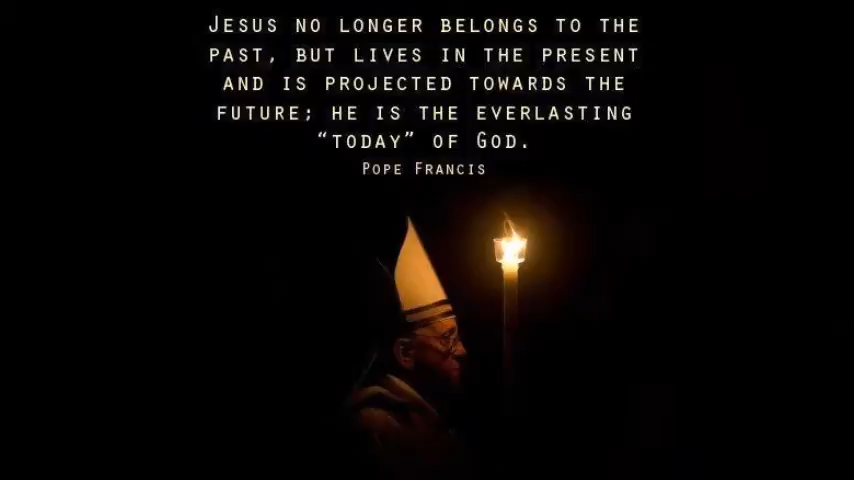 Jesus no longer belongs to the
past, but lives in the present
and is projected towards the
future; he is the everlasting
“today” of God.
Pope Francis